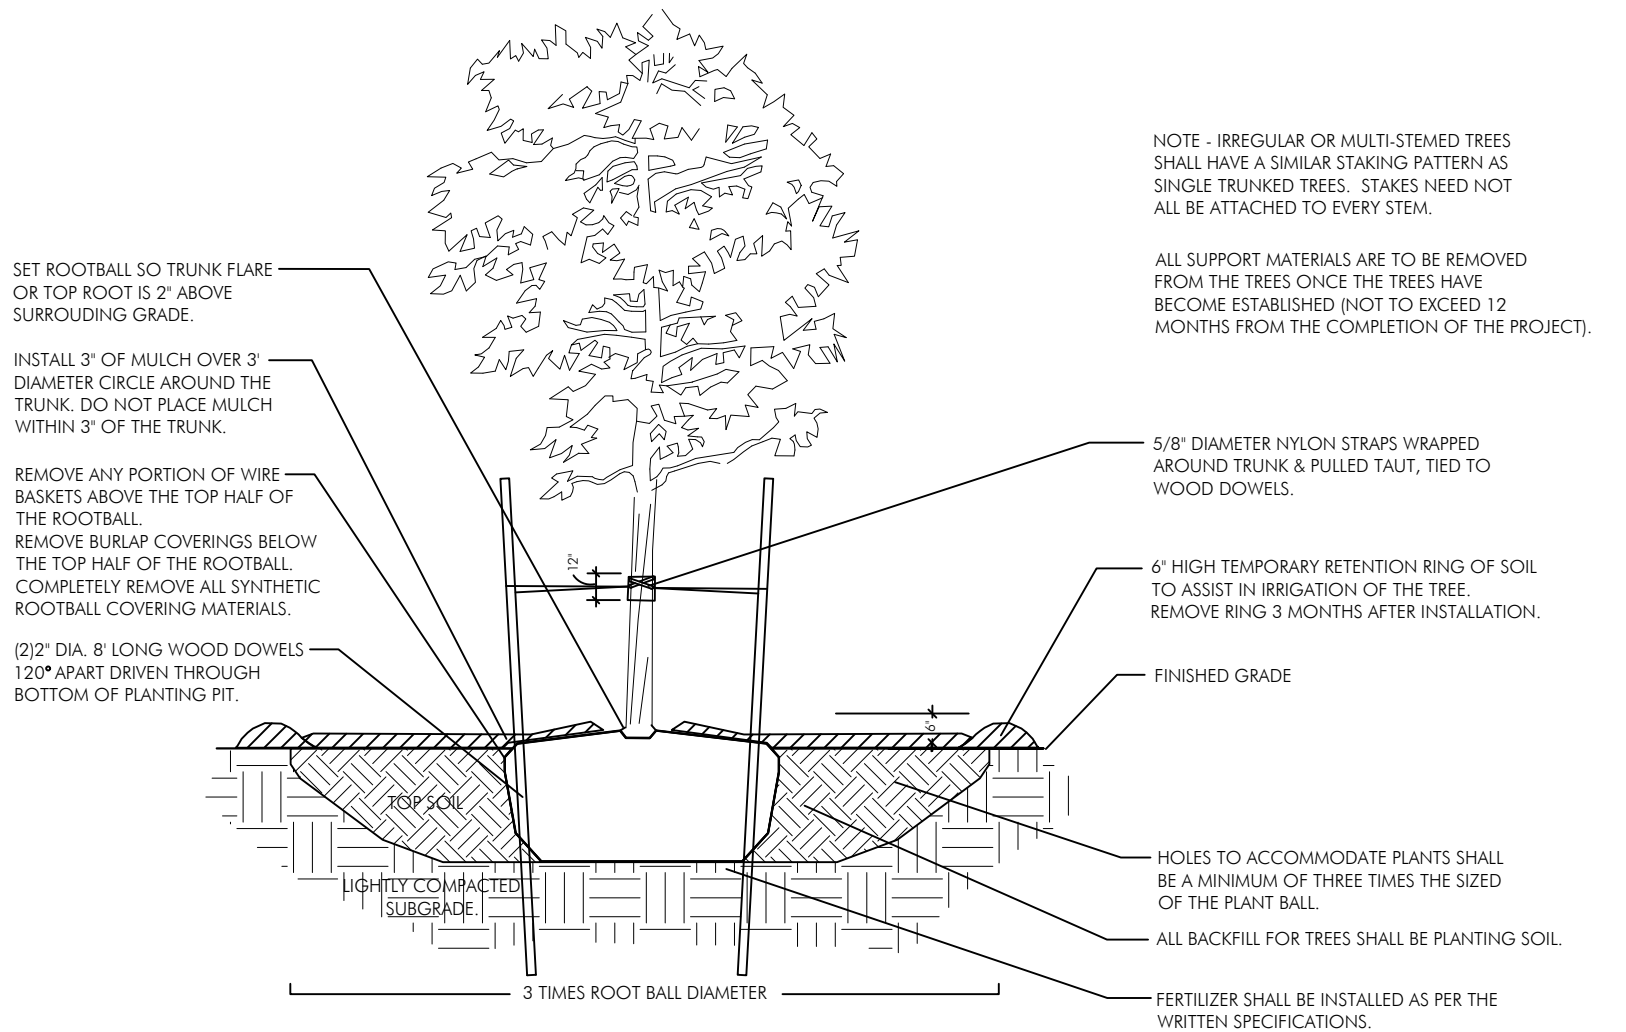 NOTE - IRREGULAR OR MULTI-STEMED TREES
SHALL HAVE A SIMILAR STAKING PATTERN AS
SINGLE TRUNKED TREES. STAKES NEED NOT
ALL BE ATTACHED TO EVERY STEM.
ALL SUPPORT MATERIALS ARE TO BE REMOVED
FROM THE TREES ONCE THE TREES HAVE
BECOME ESTABLISHED (NOT TO EXCEED 12
MONTHS FROM THE COMPLETION OF THE PROJECT).
SET ROOTBALL SO TRUNK FLARE
OR TOP ROOT IS 2" ABOVE
SURROUDING GRADE.
INSTALL 3" OF MULCH OVER 3'
DIAMETER CIRCLE AROUND THE
TRUNK. DO NOT PLACE MULCH
WITHIN 3" OF THE TRUNK.
REMOVE ANY PORTION OF WIRE
BASKETS ABOVE THE TOP HALF OF
THE ROOTBALL.
REMOVE BURLAP COVERINGS BELOW
THE TOP HALF OF THE ROOTBALL.
COMPLETELY REMOVE ALL SYNTHETIC
ROOTBALL COVERING MATERIALS.
(2)2" DIA. 8' LONG WOOD DOWELS
120° APART DRIVEN THROUGH
BOTTOM OF PLANTING PIT.
12"
5/8" DIAMETER NYLON STRAPS WRAPPED
AROUND TRUNK & PULLED TAUT, TIED TO
WOOD DOWELS.
6" HIGH TEMPORARY RETENTION RING OF SOIL
TO ASSIST IN IRRIGATION OF THE TREE.
REMOVE RING 3 MONTHS AFTER INSTALLATION.
FINISHED GRADE
6"
TOP SOIL
LIGHTLY COMPACTED
SUBGRADE.
HOLES TO ACCOMMODATE PLANTS SHALL
BE A MINIMUM OF THREE TIMES THE SIZED
OF THE PLANT BALL.
ALL BACKFILL FOR TREES SHALL BE PLANTING SOIL.
3 TIMES ROOT BALL DIAMETER
FERTILIZER SHALL BE INSTALLED AS PER THE
WRITTEN SPECIFICATIONS.